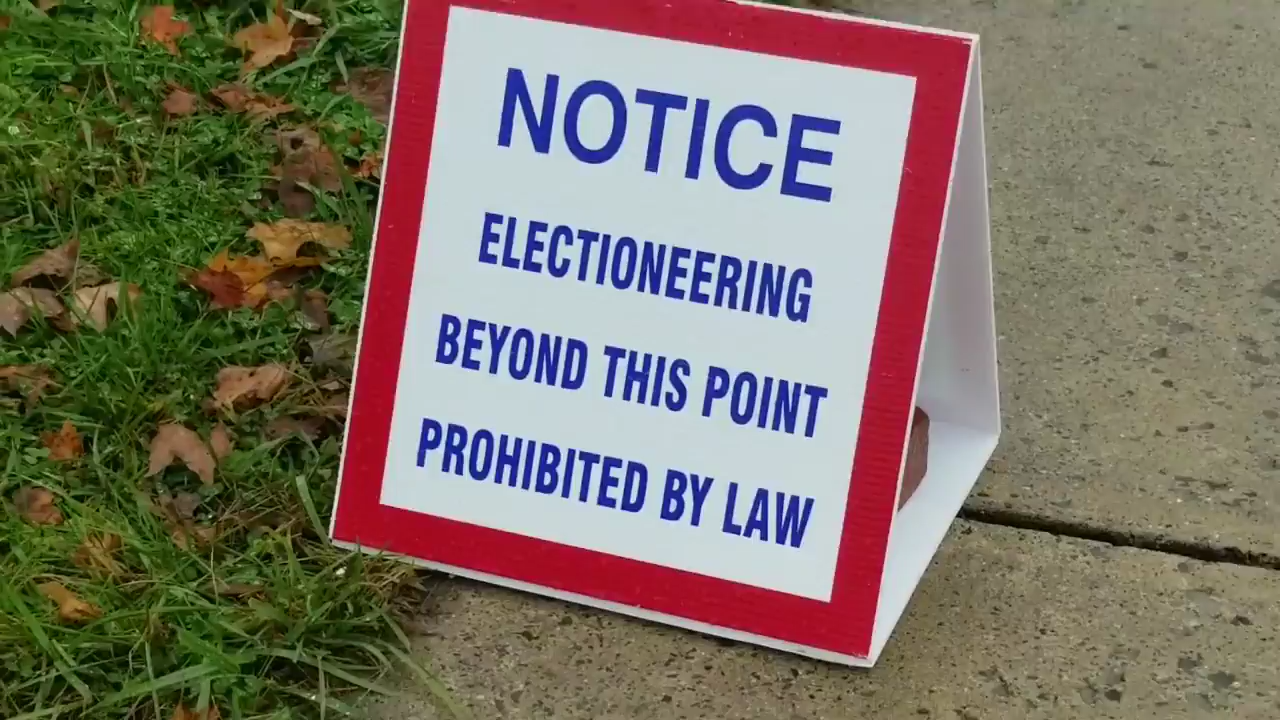 NOTICE
ELECTIONEERING
BEYOND THIS POINT
PROHIBITED BY LAW